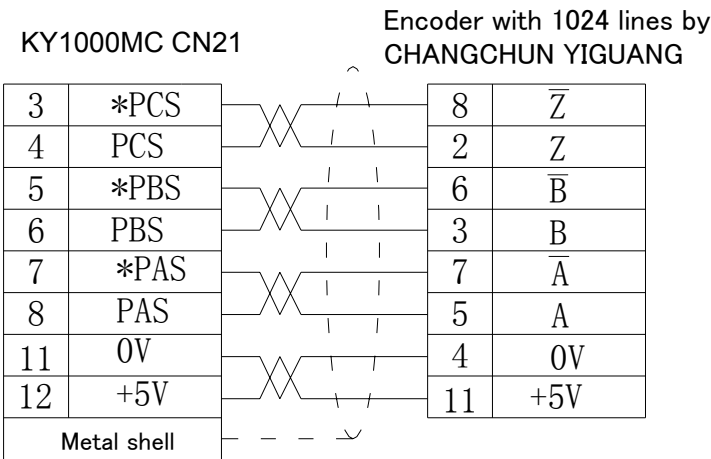 KY1000MC CN21
Encoder with 1024 lines by
CHANGCHUN YIGUANG
3 *PCS 8 Z̅
4 PCS 2 Z
5 *PBS 6 B̅
6 PBS 3 B
7 *PAS 7 A̅
8 PAS 5 A
11 0V 4 0V
12 +5V 11 +5V
Metal shell